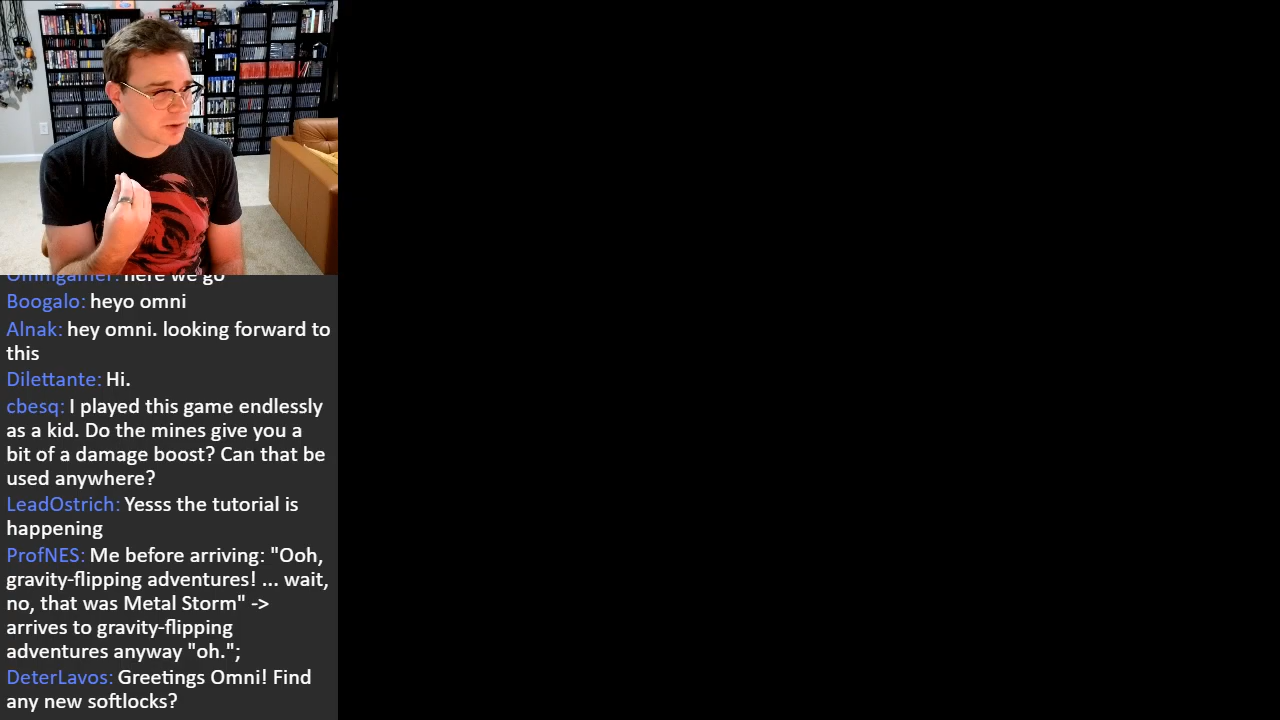 Omnigamer: here we go
Boogalo: heyo omni
Alnak: hey omni. looking forward to
this
Dilettante: Hi.
cbesq: I played this game endlessly
as a kid. Do the mines give you a
bit of a damage boost? Can that be
used anywhere?
LeadOstrich: Yesss the tutorial is
happening
ProfNES: Me before arriving: "Ooh,
gravity-flipping adventures! ... wait,
no, that was Metal Storm" ->
arrives to gravity-flipping
adventures anyway "oh.";
DeterLavos: Greetings Omni! Find
any new softlocks?